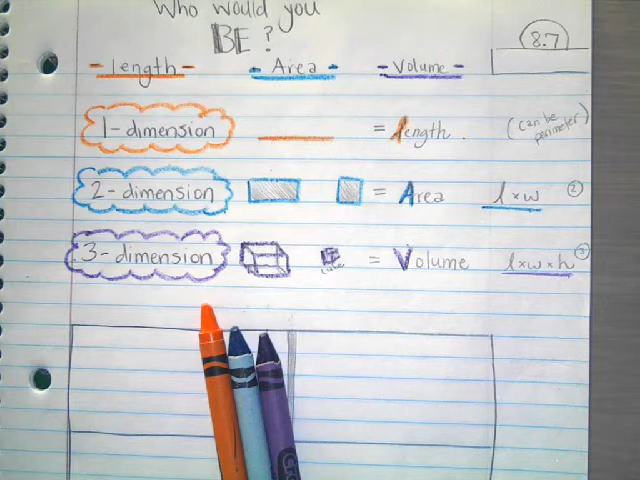 Who would you
BE?
8.7
- Length - - Area - - Volume -
1-dimension = length (can be perimeter)
2-dimension = Area l x w ②
3-dimension cube = Volume l x w x h ③